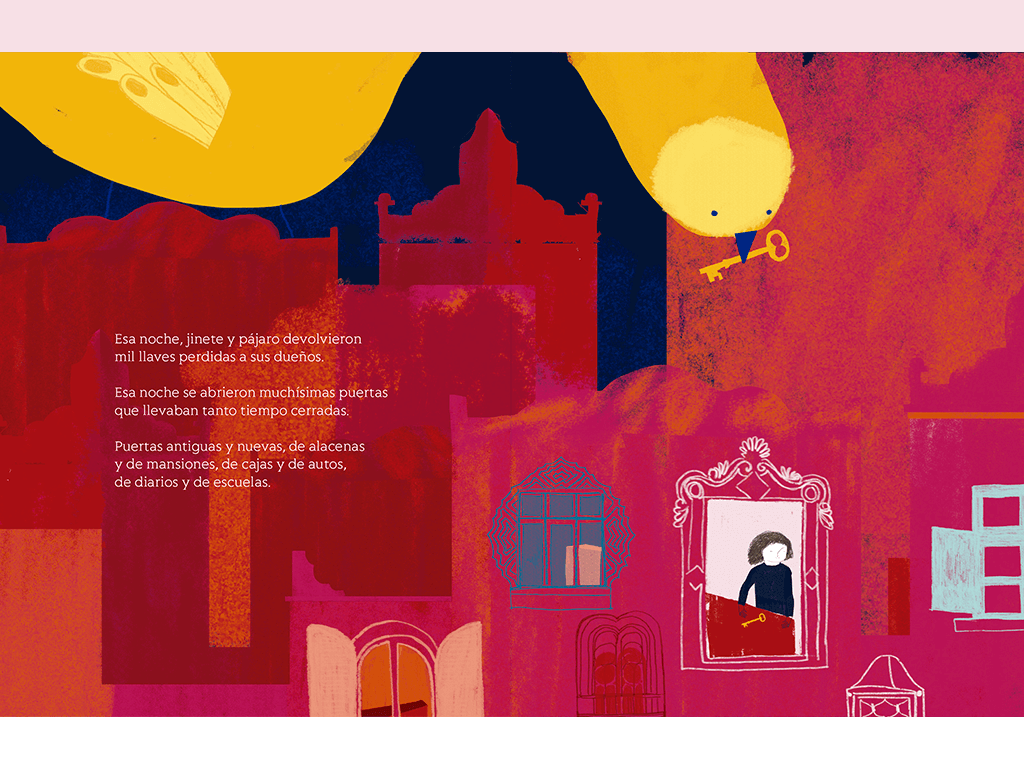 Esa noche, jinete y pájaro devolvieron
mil llaves perdidas a sus dueños.
Esa noche se abrieron muchísimas puertas
que llevaban tanto tiempo cerradas.
Puertas antiguas y nuevas, de alacenas
y de mansiones, de cajas y de autos,
de diarios y de escuelas.